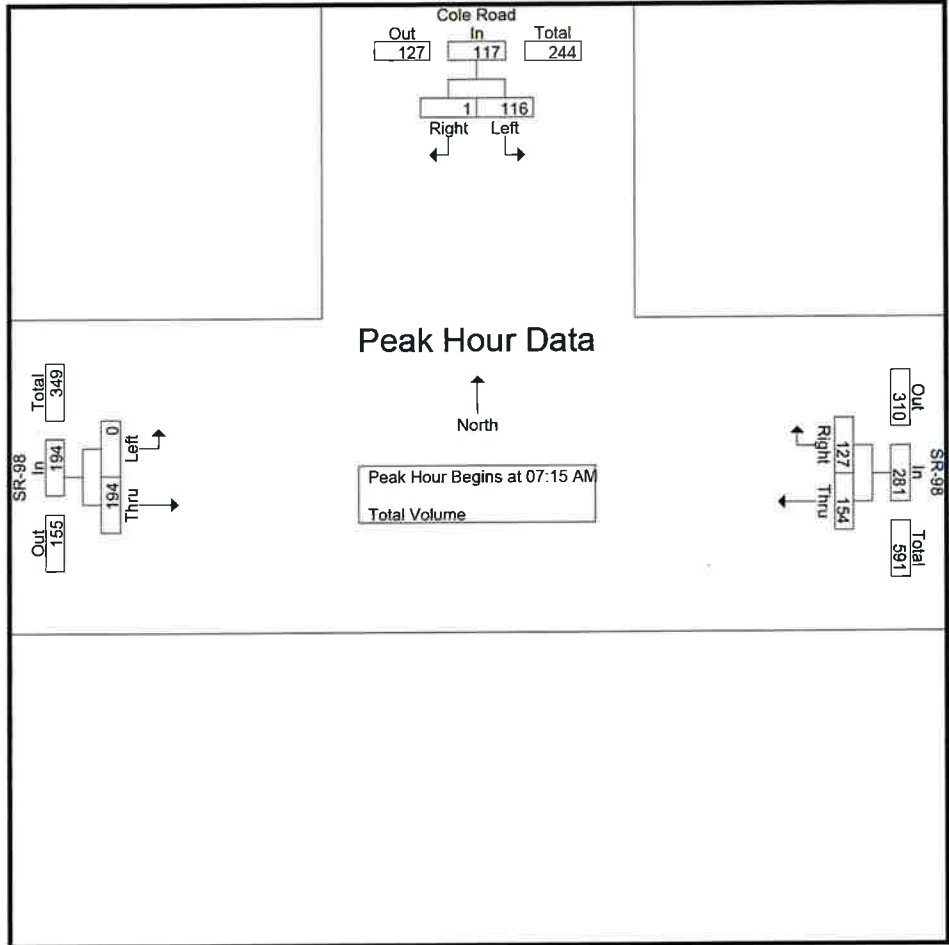 Cole Road
Out In Total
127 117 244
1 116
Right Left
Peak Hour Data
North
Peak Hour Begins at 07:15 AM
Total Volume
SR-98
Out In Total
155 194 349
Left Thru
0 194
SR-98
Out In Total
310 281 591
Right Thru
127 154